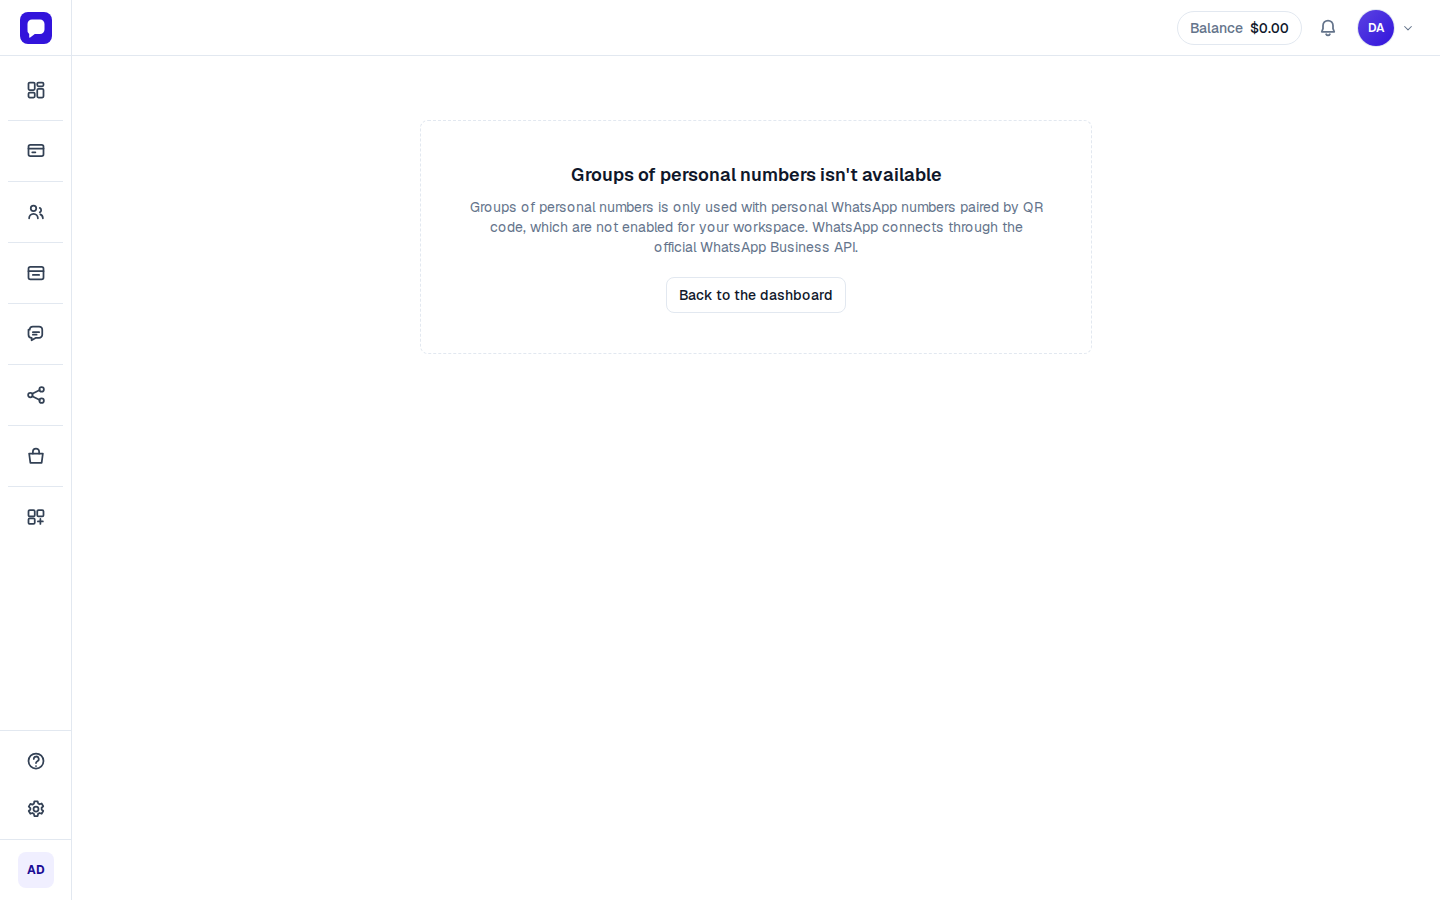 Balance $0.00
DA
Groups of personal numbers isn't available
Groups of personal numbers is only used with personal WhatsApp numbers paired by QR
code, which are not enabled for your workspace. WhatsApp connects through the
official WhatsApp Business API.
Back to the dashboard
AD